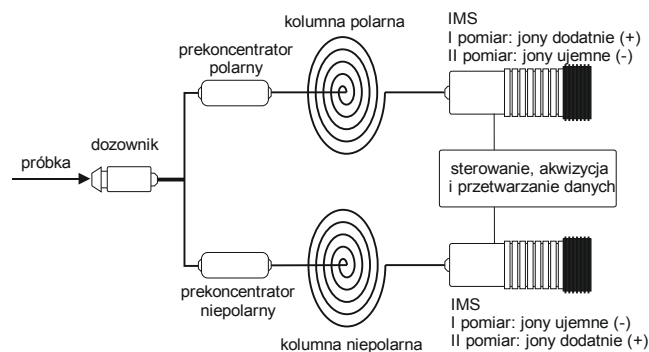 kolumna polarna
IMS
I pomiar: jony dodatnie (+)
II pomiar: jony ujemne (-)
prekoncentrator
polarny
dozownik
próbka
sterowanie, akwizycja
i przetwarzanie danych
prekoncentrator
niepolarny
kolumna niepolarna
IMS
I pomiar: jony ujemne (-)
II pomiar: jony dodatnie (+)